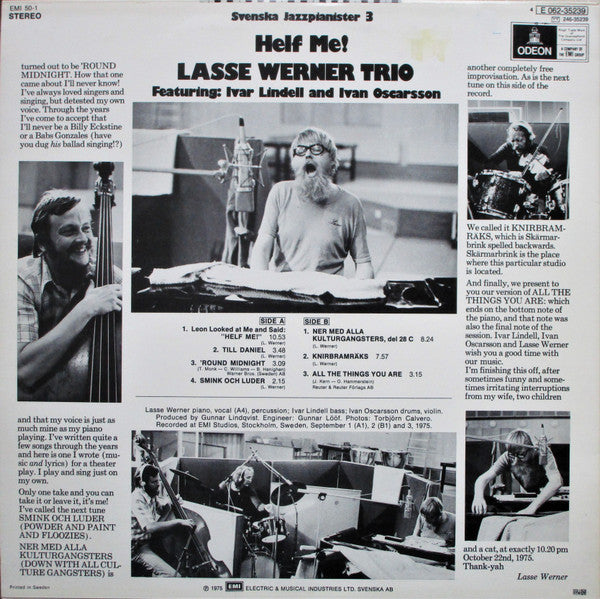 EMI 50-1
STEREO
Svenska Jazzpianister 3
4 E 062-35239
246-35239
ODEON
A COMPANY OF
THE EMI GROUP
Helf Me!
LASSE WERNER TRIO
Featuring: Ivar Lindell and Ivan Oscarsson
turned out to be 'ROUND
MIDNIGHT. How that one
came about I'll never know!
I've always loved singers and
singing, but detested my own
voice. Through the years
I've come to accept that
I'll never be a Billy Eckstine
or a Babs Gonzales (have
you dug his ballad singing!?)
and that my voice is just as
much mine as my piano
playing. I've written quite a
few songs through the years
and here is one I wrote (mu-
sic and lyrics) for a theater
play. I play and sing just on
my own.
Only one take and you can
take it or leave it, it's me!
I've called the next tune
SMINK OCH LUDER
(POWDER AND PAINT
AND FLOOZIES).
NER MED ALLA
KULTURGANGSTERS
(DOWN WITH ALL CUL-
TURE GANGSTERS) is
SIDE A
1. Leon Looked at Me and Said:
"HELF ME!" 10.53
(L. Werner)
2. TILL DANIEL 3.48
(L. Werner)
3. 'ROUND MIDNIGHT 3.09
(T. Monk – C. Williams – B. Hanighen)
Warner Bros. (Sweden) AB
4. SMINK OCH LUDER 2.15
(L. Werner)
SIDE B
1. NER MED ALLA
KULTURGANGSTERS, del 28 C 8.24
(L. Werner)
2. KNIRBRAMRÄKS 7.57
(L. Werner)
3. ALL THE THINGS YOU ARE 3.15
(J. Kern – O. Hammerstein)
Reuter & Reuter Förlags AB
Lasse Werner piano, vocal (A4), percussion; Ivar Lindell bass; Ivan Oscarsson drums, violin.
Produced by Gunnar Lindqvist. Engineer: Gunnar Lööf. Photos: Torbjörn Calvero.
Recorded at EMI Studios, Stockholm, Sweden, September 1 (A1), 2 (B1) and 3, 1975.
another completely free
improvisation. As is the next
tune on this side of the
record.
We called it KNIRBRAM-
RAKS, which is Skärmar-
brink spelled backwards.
Skärmarbrink is the place
where this particular studio
is located.
And finally, we present to
you our version of ALL THE
THINGS YOU ARE: which
ends on the bottom note of
the piano, and that note was
also the final note of the
session. Ivar Lindell, Ivan
Oscarsson and Lasse Werner
wish you a good time with
our music.
I'm finishing this off, after
sometimes funny and some-
times irritating interruptions
from my wife, two children
and a cat, at exactly 10.20 pm
October 22nd, 1975.
Thank-yah
Lasse Werner
Printed in Sweden
℗ 1975 EMI ELECTRIC & MUSICAL INDUSTRIES LTD. SVENSKA AB